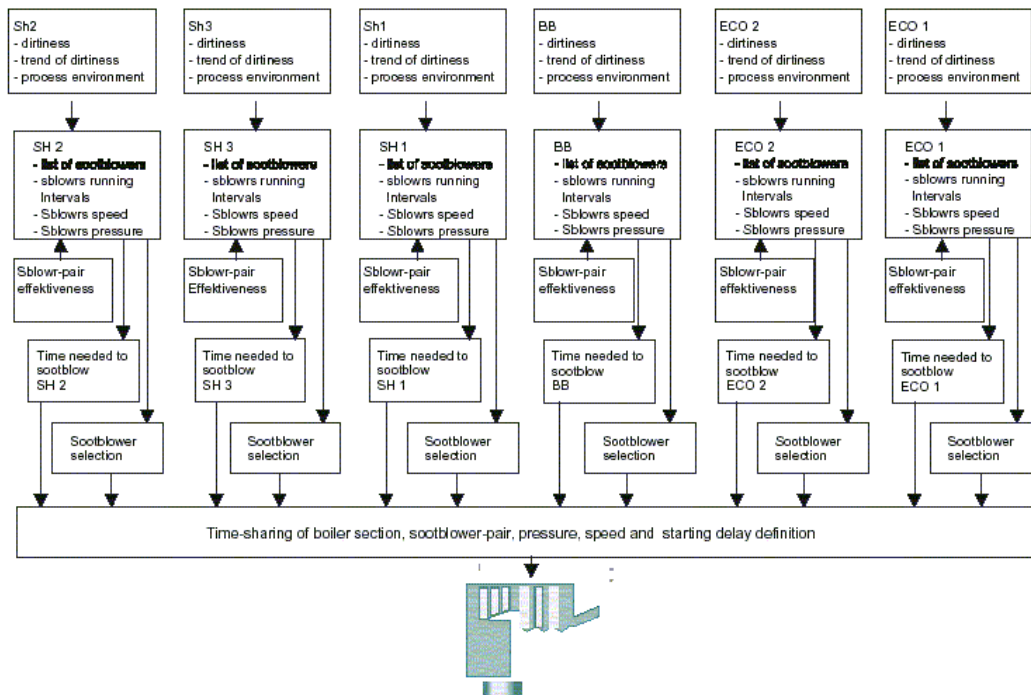 Sh2
- dirtiness
- trend of dirtiness
- process environment
Sh3
- dirtiness
- trend of dirtiness
- process environment
Sh1
- dirtiness
- trend of dirtiness
- process environment
BB
- dirtiness
- trend of dirtiness
- process environment
ECO 2
- dirtiness
- trend of dirtiness
- process environment
ECO 1
- dirtiness
- trend of dirtiness
- process environment
SH 2
- list of sootblowers
- sblowrs running
Intervals
- Sblowrs speed
- Sblowrs pressure
SH 3
- list of sootblowers
- sblowrs running
Intervals
- Sblowrs speed
- Sblowrs pressure
SH 1
- list of sootblowers
- sblowrs running
Intervals
- Sblowrs speed
- Sblowrs pressure
BB
- list of sootblowers
- sblowrs running
Intervals
- Sblowrs speed
- Sblowrs pressure
ECO 2
- list of sootblowers
- sblowrs running
Intervals
- Sblowrs speed
- Sblowrs pressure
ECO 1
- list of sootblowers
- sblowrs running
Intervals
- Sblowrs speed
- Sblowrs pressure
Sblowr-pair
effektiveness
Sblowr-pair
Effektiveness
Sblowr-pair
effektiveness
Sblowr-pair
effektiveness
Sblowr-pair
effektiveness
Sblowr-pair
effektiveness
Time needed to
sootblow
SH 2
Time needed to
sootblow
SH 3
Time needed to
sootblow
SH 1
Time needed to
sootblow
BB
Time needed to
sootblow
ECO 2
Time needed to
sootblow
ECO 1
Sootblower
selection
Sootblower
selection
Sootblower
selection
Sootblower
selection
Sootblower
selection
Sootblower
selection
Time-sharing of boiler section, sootblower-pair, pressure, speed and starting delay definition